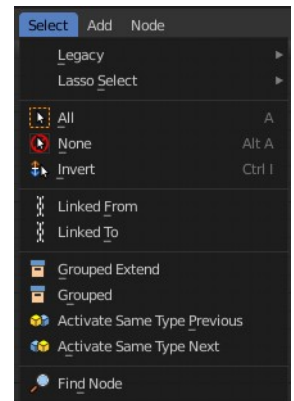 Select Add Node
Legacy
Lasso Select
All A
None Alt A
Invert Ctrl I
Linked From
Linked To
Grouped Extend
Grouped
Activate Same Type Previous
Activate Same Type Next
Find Node